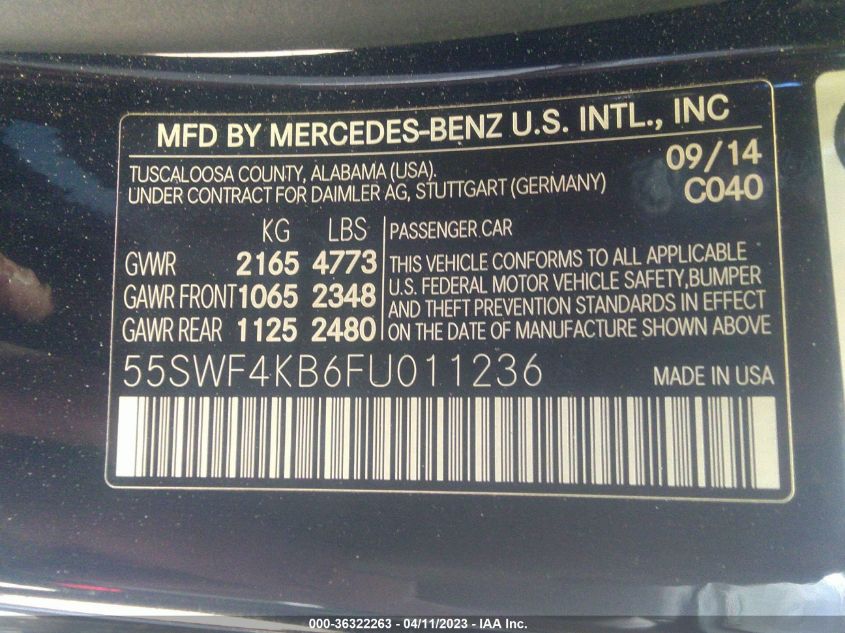 MFD BY MERCEDES-BENZ U.S. INTL., INC
TUSCALOOSA COUNTY, ALABAMA (USA). 09/14
UNDER CONTRACT FOR DAIMLER AG, STUTTGART (GERMANY) C040
KG LBS PASSENGER CAR
GVWR 2165 4773 THIS VEHICLE CONFORMS TO ALL APPLICABLE
U.S. FEDERAL MOTOR VEHICLE SAFETY,BUMPER
GAWR FRONT 1065 2348 AND THEFT PREVENTION STANDARDS IN EFFECT
GAWR REAR 1125 2480 ON THE DATE OF MANUFACTURE SHOWN ABOVE
55SWF4KB6FU011236 MADE IN USA
000-36322263 - 04/11/2023 - IAA Inc.